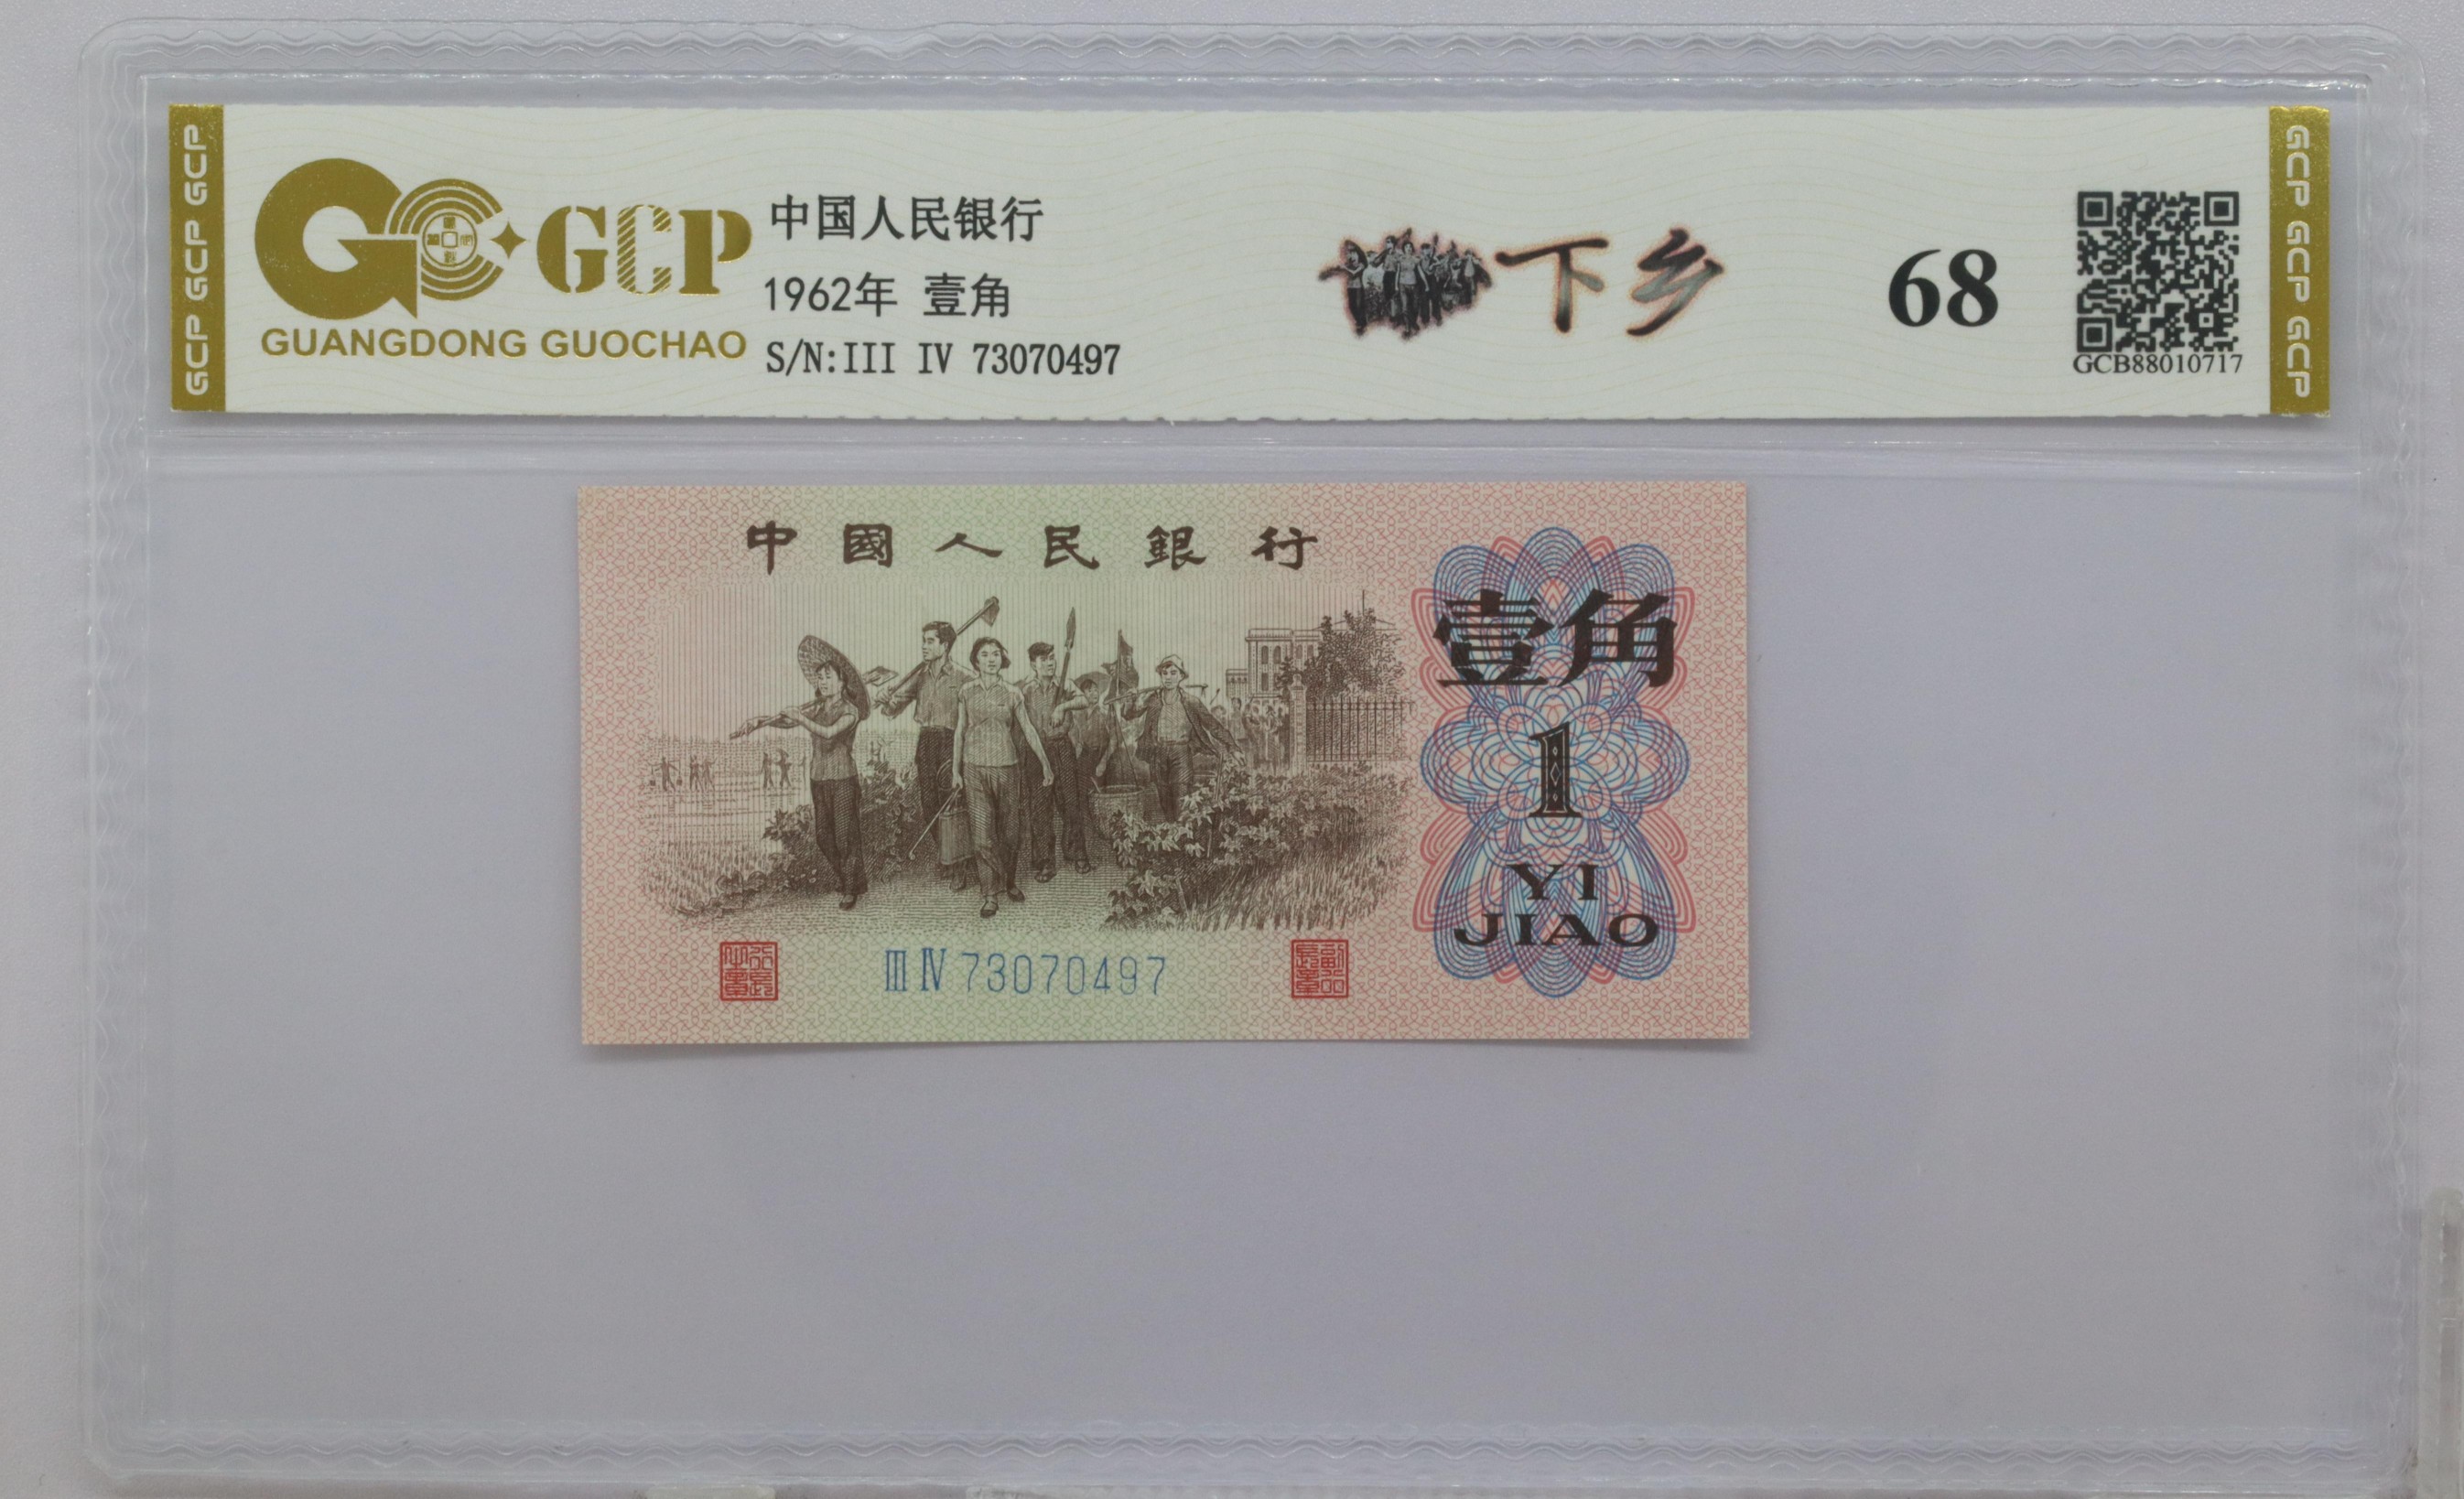 GCP GCP GCP
GCP
GUANGDONG GUOCHAO
中国人民银行
1962年 壹角
S/N:III IV 73070497
下乡
68
GCB88010717
GCP GCP GCP
中國人民銀行
壹角
1
YI
JIAO
III IV 73070497